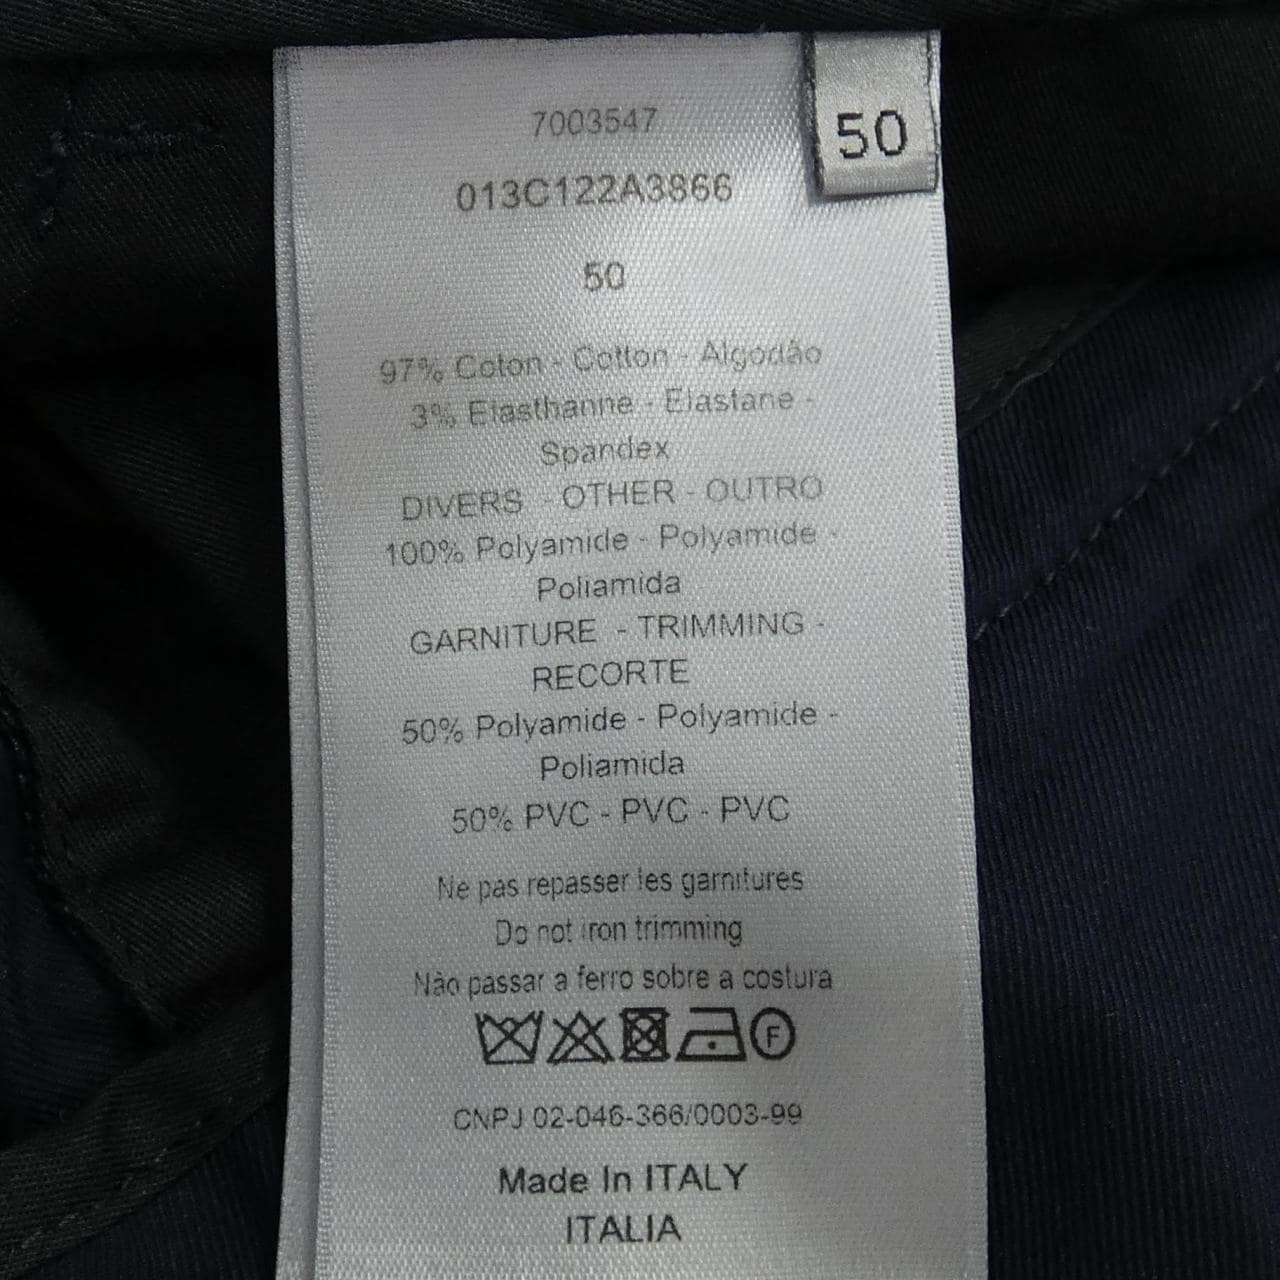 7003547
50
013C122A3866
50
97% Coton - Cotton - Algodão
3% Elasthanne - Elastane -
Spandex
DIVERS - OTHER - OUTRO
100% Polyamide - Polyamide -
Poliamida
GARNITURE - TRIMMING -
RECORTE
50% Polyamide - Polyamide -
Poliamida
50% PVC - PVC - PVC
Ne pas repasser les garnitures
Do not iron trimming
Não passar a ferro sobre a costura
F
CNPJ 02-046-366/0003-99
Made In ITALY
ITALIA